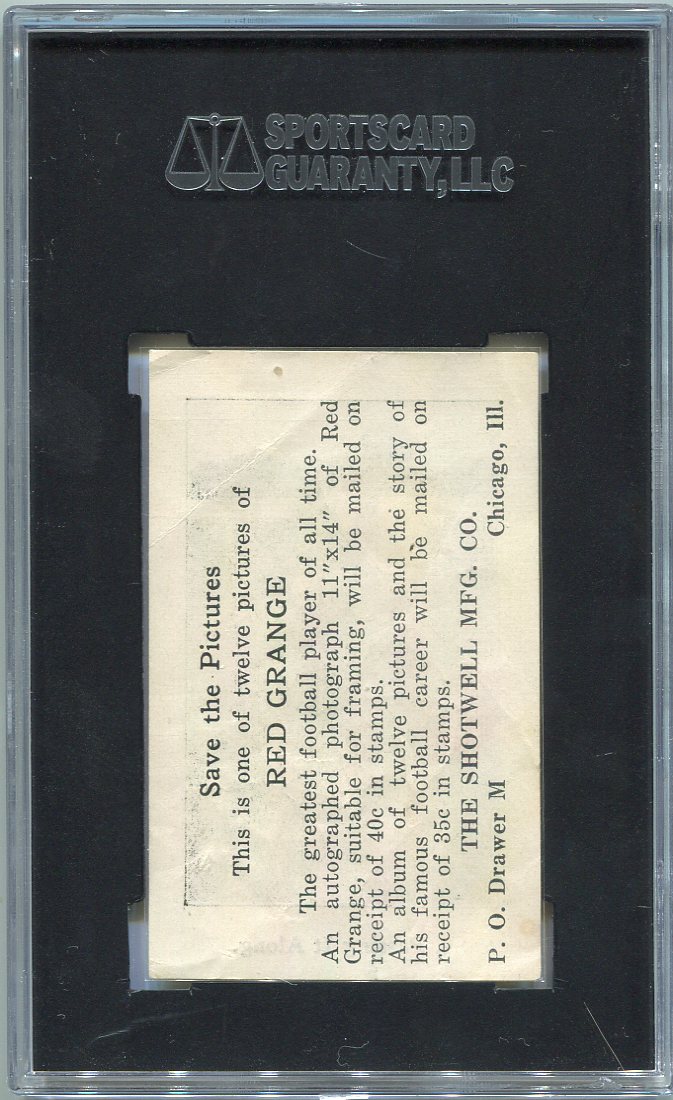 SPORTSCARD
GUARANTY, LLC
Save the Pictures
This is one of twelve pictures of
RED GRANGE
The greatest football player of all time.
An autographed photograph 11"x14" of Red
Grange, suitable for framing, will be mailed on
receipt of 40c in stamps.
An album of twelve pictures and the story of
his famous football career will be mailed on
receipt of 35c in stamps.
THE SHOTWELL MFG. CO.
P. O. Drawer M Chicago, Ill.